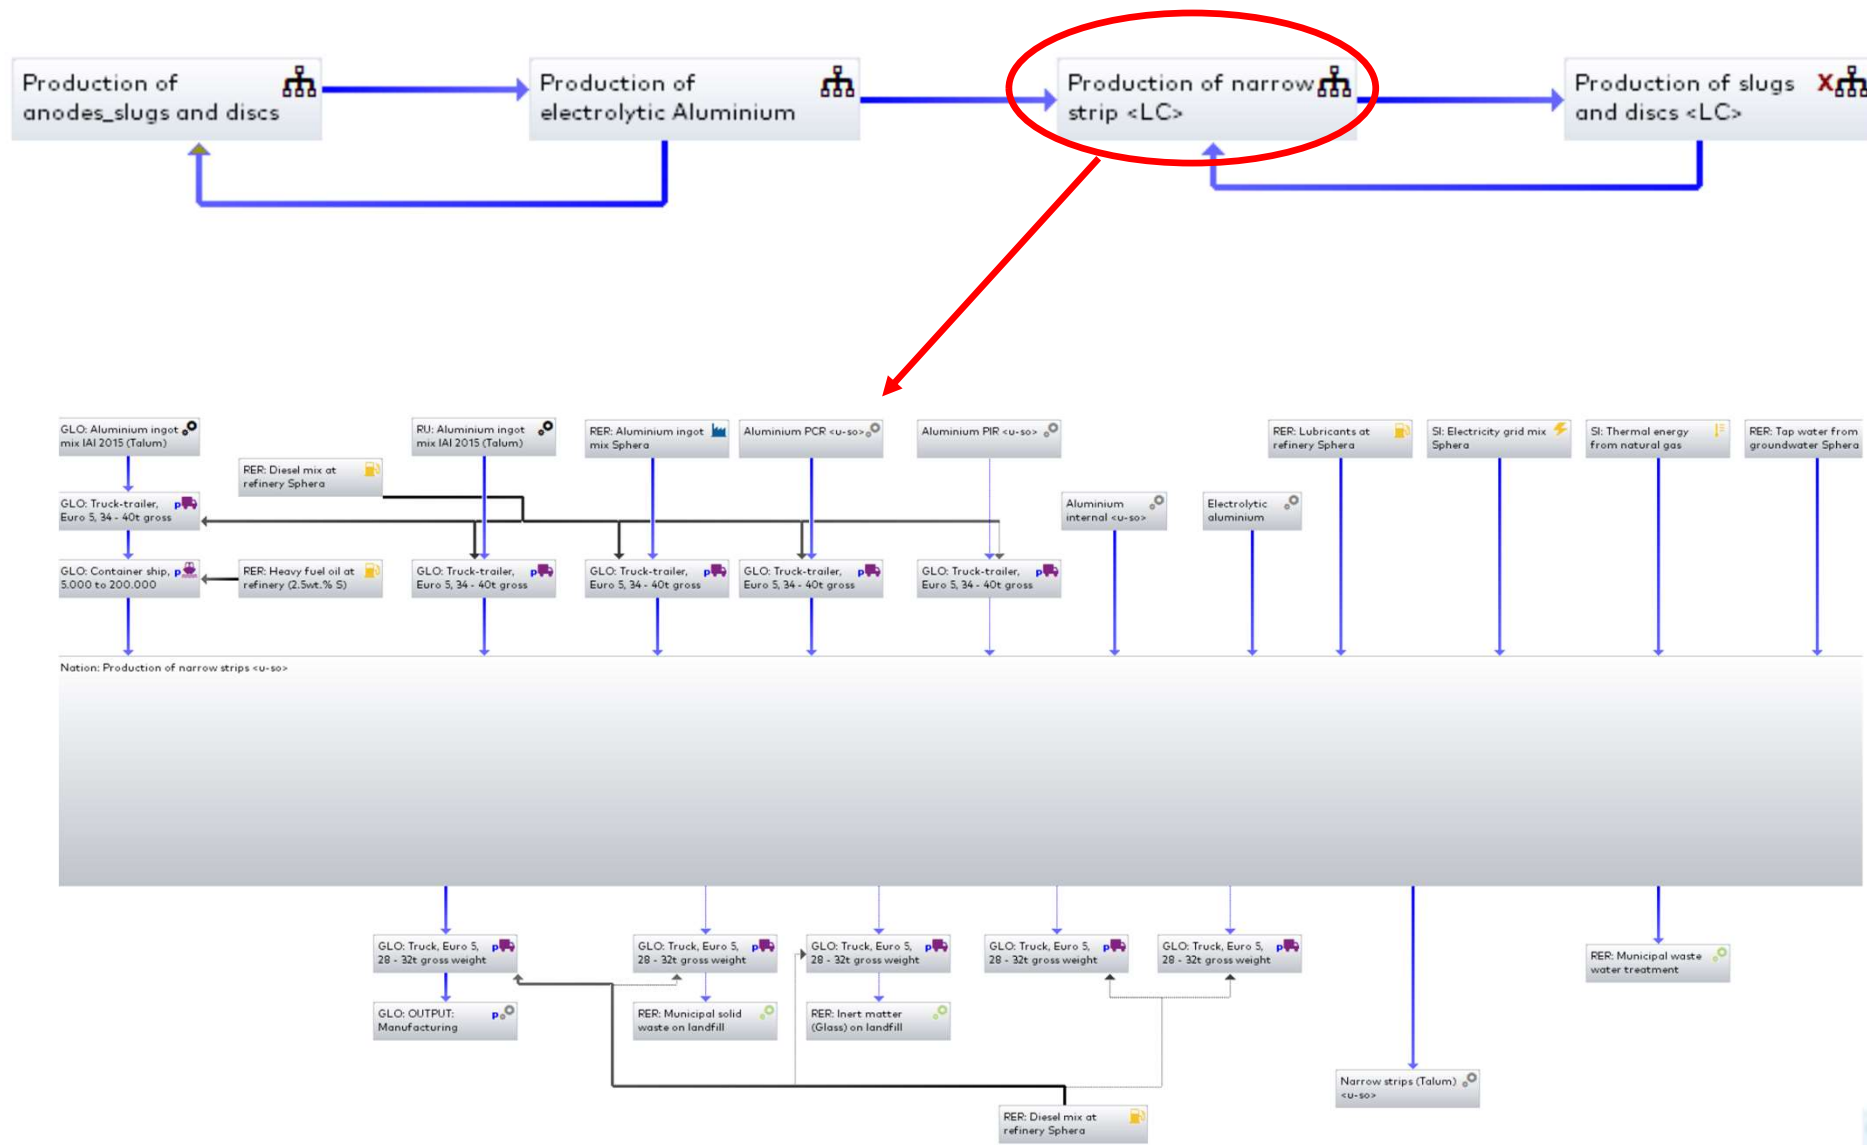 Production of
anodes_slugs and discs
Production of
electrolytic Aluminium
Production of narrow
strip <LC>
Production of slugs
and discs <LC>
X
GLO: Aluminium ingot
mix IAI 2015 (Talum)
RU: Aluminium ingot
mix IAI 2015 (Talum)
RER: Aluminium ingot
mix Sphera
Aluminium PCR <u-so>
Aluminium PIR <u-so>
RER: Lubricants at
refinery Sphera
SI: Electricity grid mix
Sphera
SI: Thermal energy
from natural gas
RER: Tap water from
groundwater Sphera
RER: Diesel mix at
refinery Sphera
GLO: Truck-trailer,
Euro 5, 34 - 40t gross
p
Aluminium
internal <u-so>
Electrolytic
aluminium
GLO: Container ship,
5.000 to 200.000
p
RER: Heavy fuel oil at
refinery (2.5wt.% S)
GLO: Truck-trailer,
Euro 5, 34 - 40t gross
p
GLO: Truck-trailer,
Euro 5, 34 - 40t gross
p
GLO: Truck-trailer,
Euro 5, 34 - 40t gross
p
GLO: Truck-trailer,
Euro 5, 34 - 40t gross
p
Nation: Production of narrow strips <u-so>
GLO: Truck, Euro 5,
28 - 32t gross weight
p
GLO: Truck, Euro 5,
28 - 32t gross weight
p
GLO: Truck, Euro 5,
28 - 32t gross weight
p
GLO: Truck, Euro 5,
28 - 32t gross weight
p
GLO: Truck, Euro 5,
28 - 32t gross weight
p
RER: Municipal waste
water treatment
GLO: OUTPUT:
Manufacturing
p
RER: Municipal solid
waste on landfill
RER: Inert matter
(Glass) on landfill
Narrow strips (Talum)
<u-so>
RER: Diesel mix at
refinery Sphera